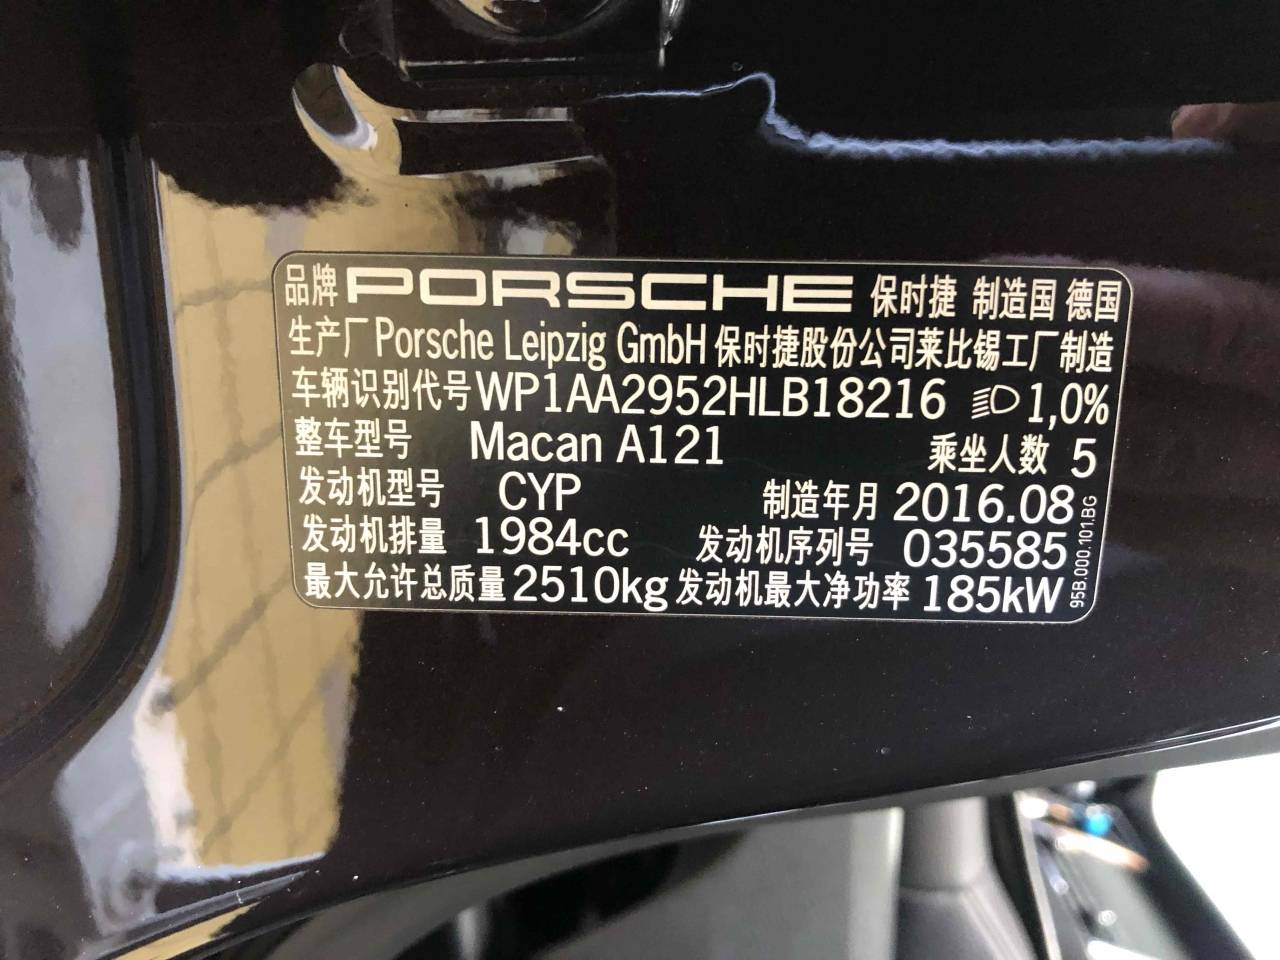 品牌 PORSCHE 保时捷 制造国 德国
生产厂 Porsche Leipzig GmbH 保时捷股份公司莱比锡工厂制造
车辆识别代号 WP1AA2952HLB18216 1,0%
整车型号 Macan A121 乘坐人数 5
发动机型号 CYP 制造年月 2016.08
发动机排量 1984cc 发动机序列号 035585
最大允许总质量 2510kg 发动机最大净功率 185kW
95B.000.101.BG